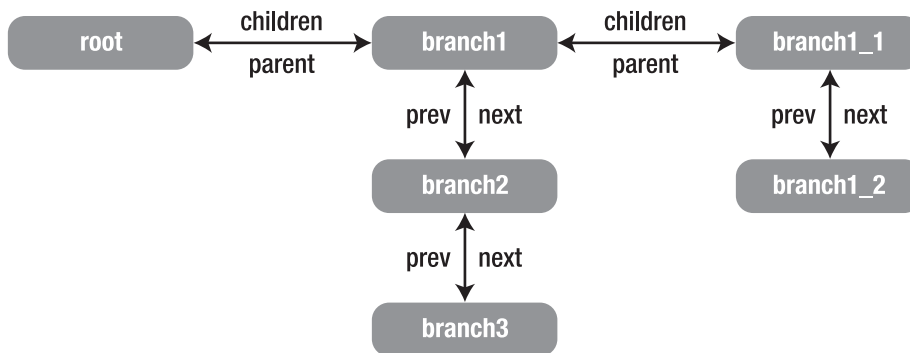 children children
root branch1 branch1_1
parent parent
prev next prev next
branch2 branch1_2
prev next
branch3